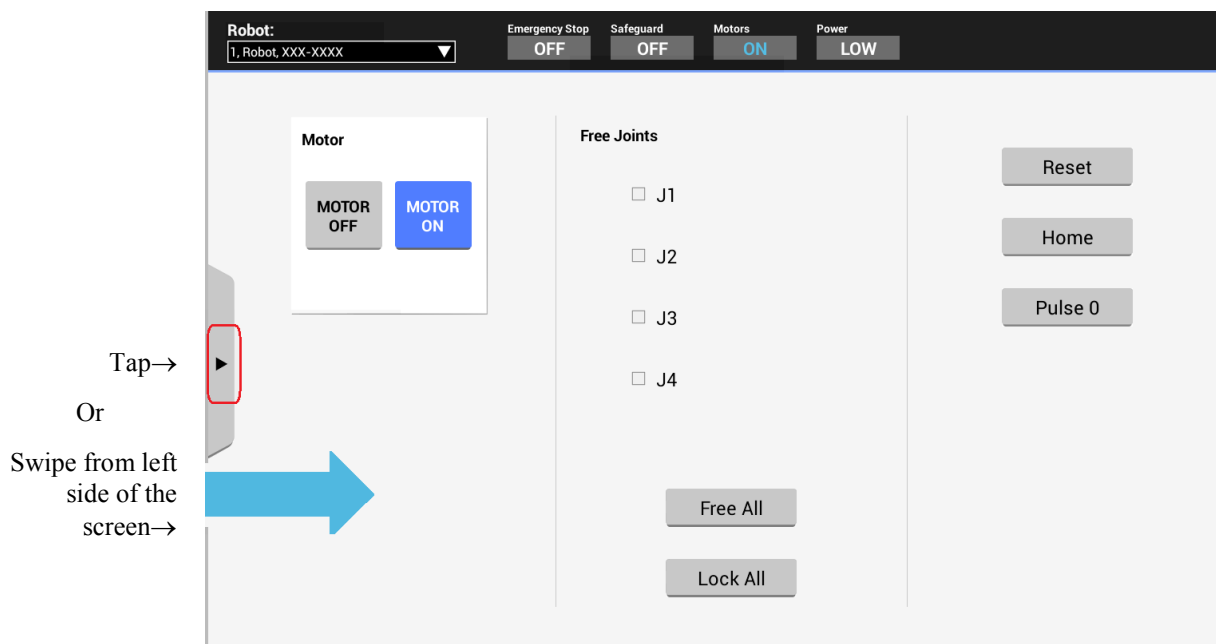 Robot:
1, Robot, XXX-XXXX
Emergency Stop
OFF
Safeguard
OFF
Motors
ON
Power
LOW
Motor
MOTOR
OFF
MOTOR
ON
Free Joints
J1
J2
J3
J4
Free All
Lock All
Reset
Home
Pulse 0
Tap→
Or
Swipe from left
side of the
screen→